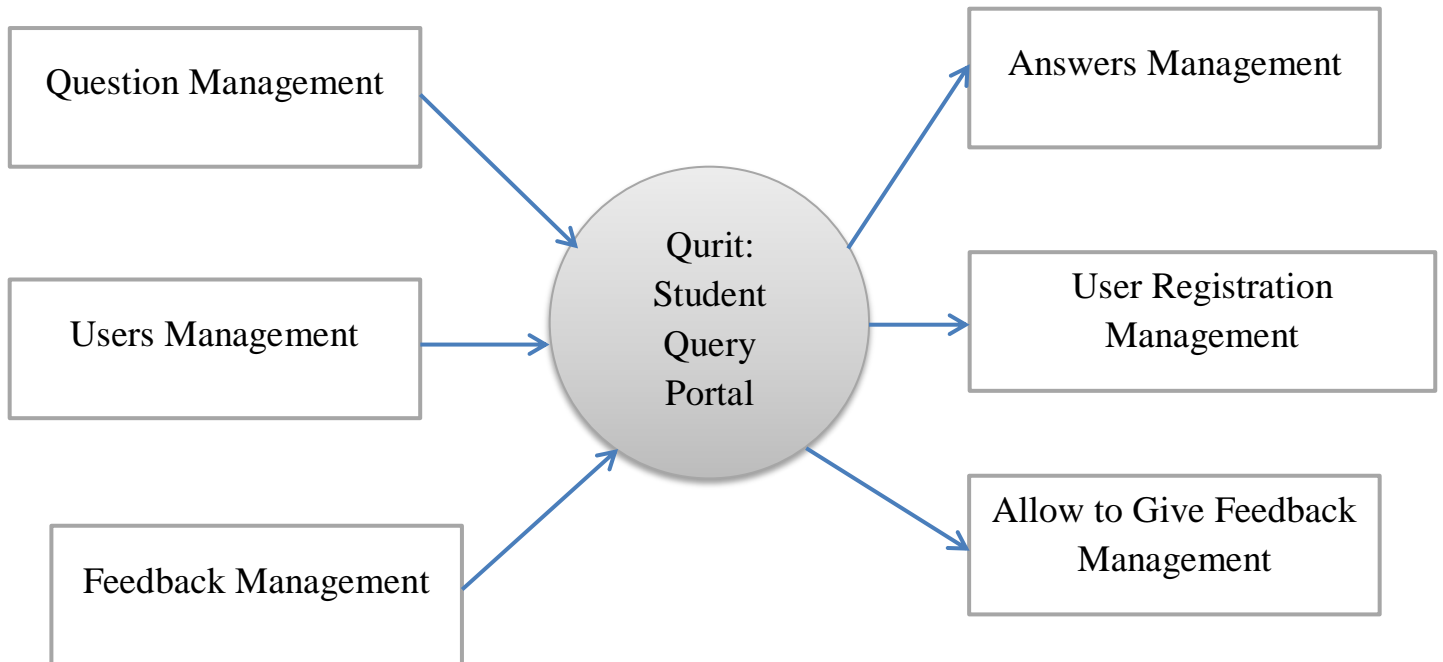 Question Management
Users Management
Feedback Management
Qurit:
Student
Query
Portal
Answers Management
User Registration
Management
Allow to Give Feedback
Management